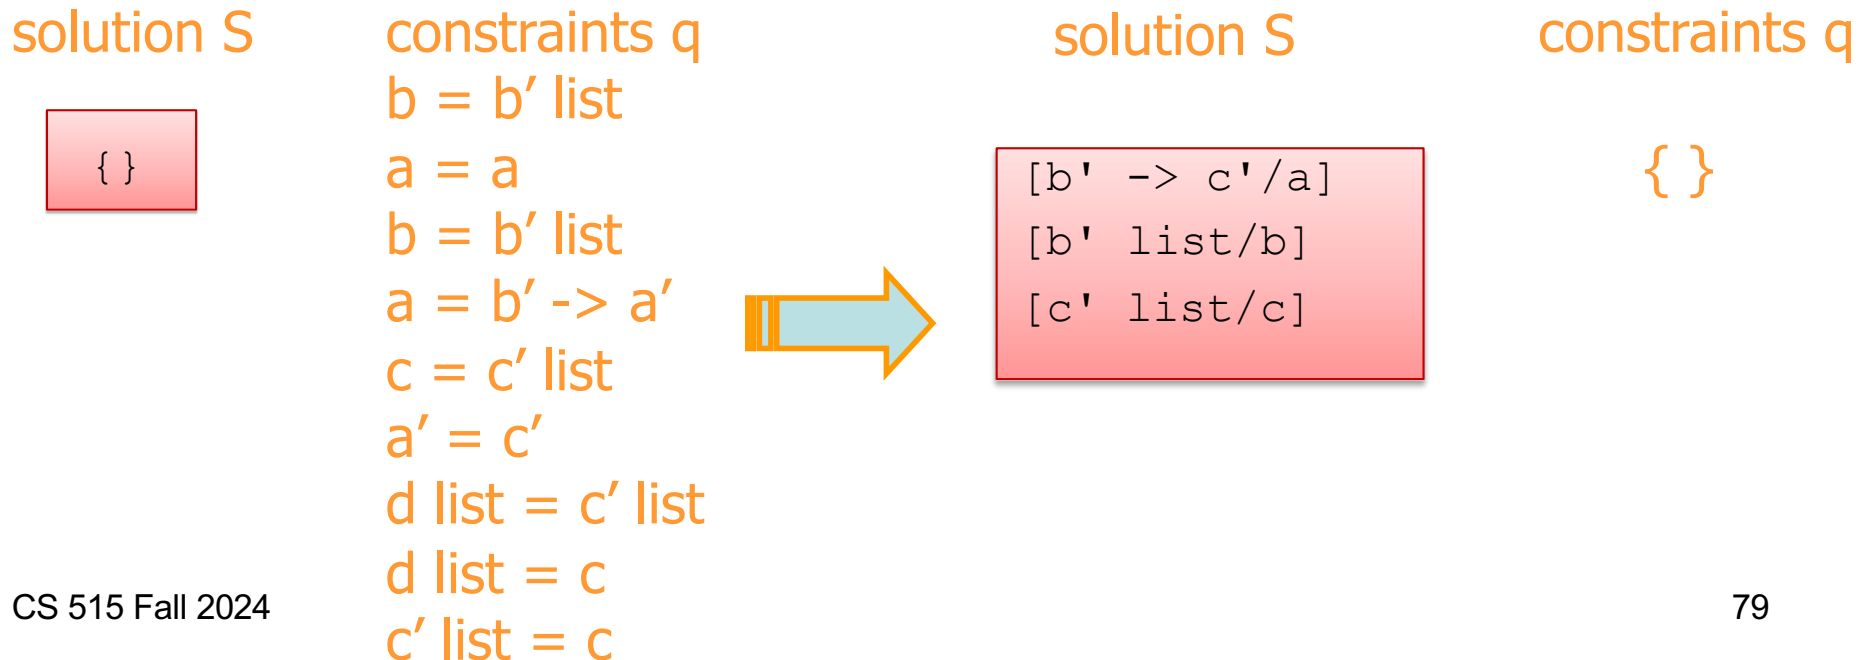 solution S
{ }
constraints q
b = b′ list
a = a
b = b′ list
a = b′ -> a′
c = c′ list
a′ = c′
d list = c′ list
d list = c
c′ list = c
solution S
[b' -> c'/a]
[b' list/b]
[c' list/c]
constraints q
{ }
CS 515 Fall 2024
79